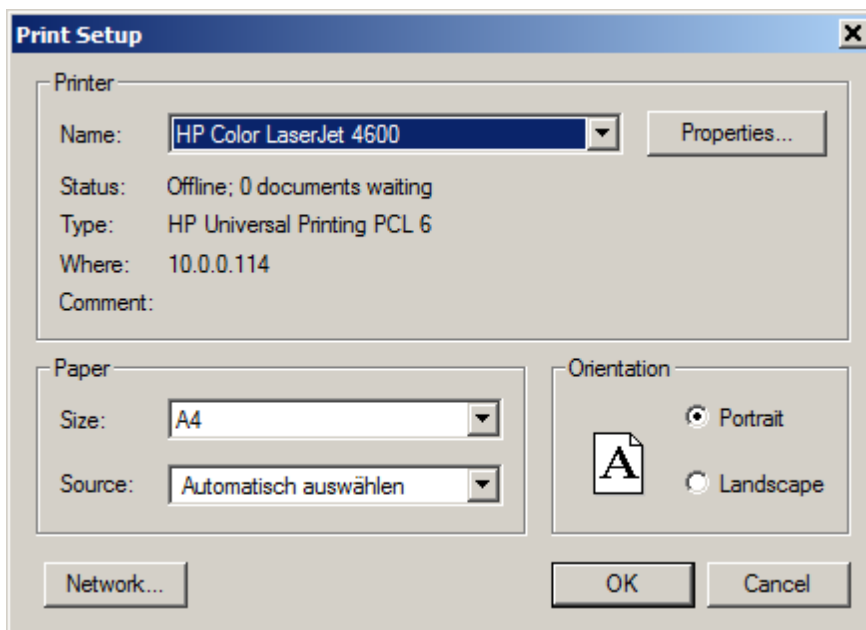 Print Setup
Printer
Name: HP Color LaserJet 4600 Properties...
Status: Offline; 0 documents waiting
Type: HP Universal Printing PCL 6
Where: 10.0.0.114
Comment:
Paper
Size: A4
Source: Automatisch auswählen
Orientation
A
Portrait
Landscape
Network... OK Cancel